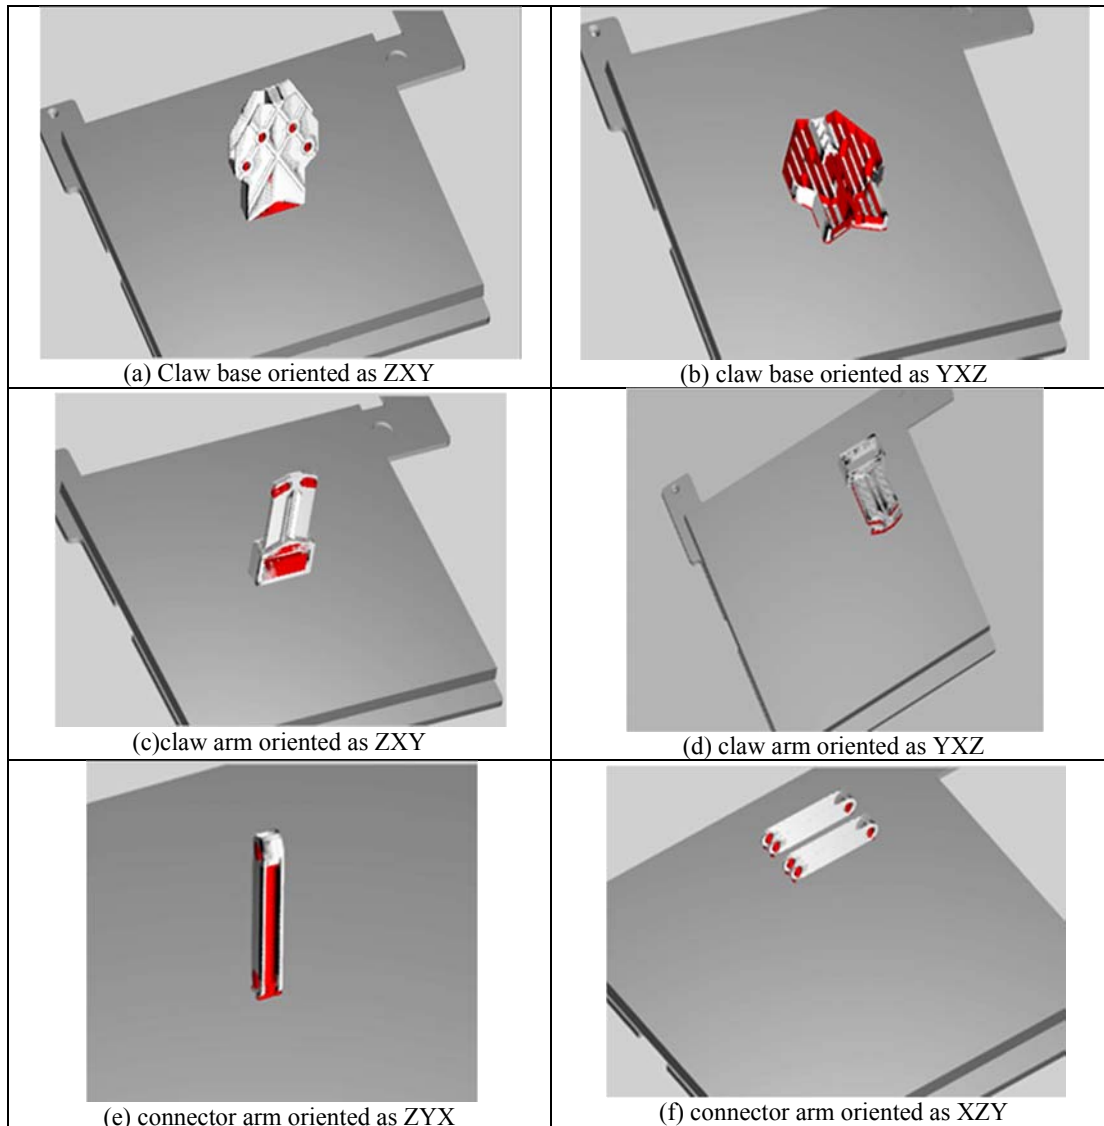 (a) Claw base oriented as ZXY
(b) claw base oriented as YXZ
(c)claw arm oriented as ZXY
(d) claw arm oriented as YXZ
(e) connector arm oriented as ZYX
(f) connector arm oriented as XZY